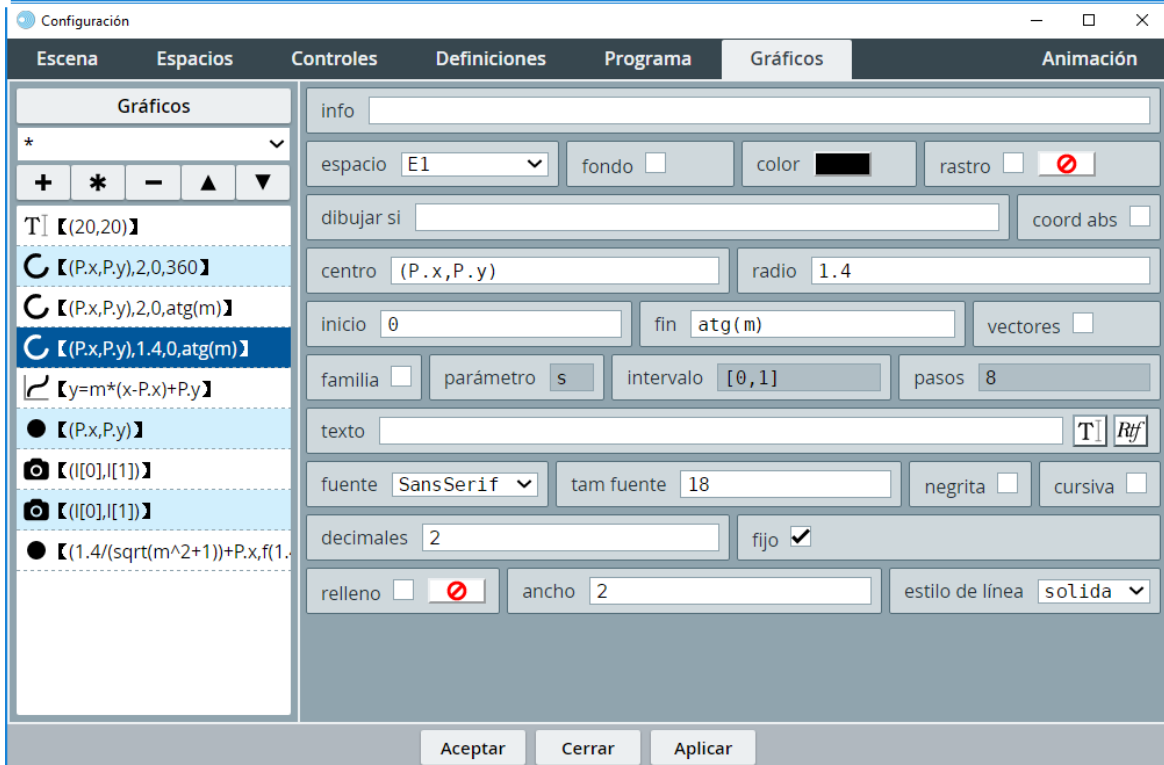 Configuración
Escena Espacios Controles Definiciones Programa Gráficos Animación
Gráficos
*
+ * − ▲ ▼
T 【(20,20)】
【(P.x,P.y),2,0,360】
【(P.x,P.y),2,0,atg(m)】
【(P.x,P.y),1.4,0,atg(m)】
【y=m*(x-P.x)+P.y】
【(P.x,P.y)】
【(I[0],I[1])】
【(I[0],I[1])】
【(1.4/(sqrt(m^2+1))+P.x,f(1.
info
espacio E1 fondo color rastro
dibujar si coord abs
centro (P.x,P.y) radio 1.4
inicio 0 fin atg(m) vectores
familia parámetro s intervalo [0,1] pasos 8
texto T Rtf
fuente SansSerif tam fuente 18 negrita cursiva
decimales 2 fijo
relleno ancho 2 estilo de línea solida
Aceptar Cerrar Aplicar